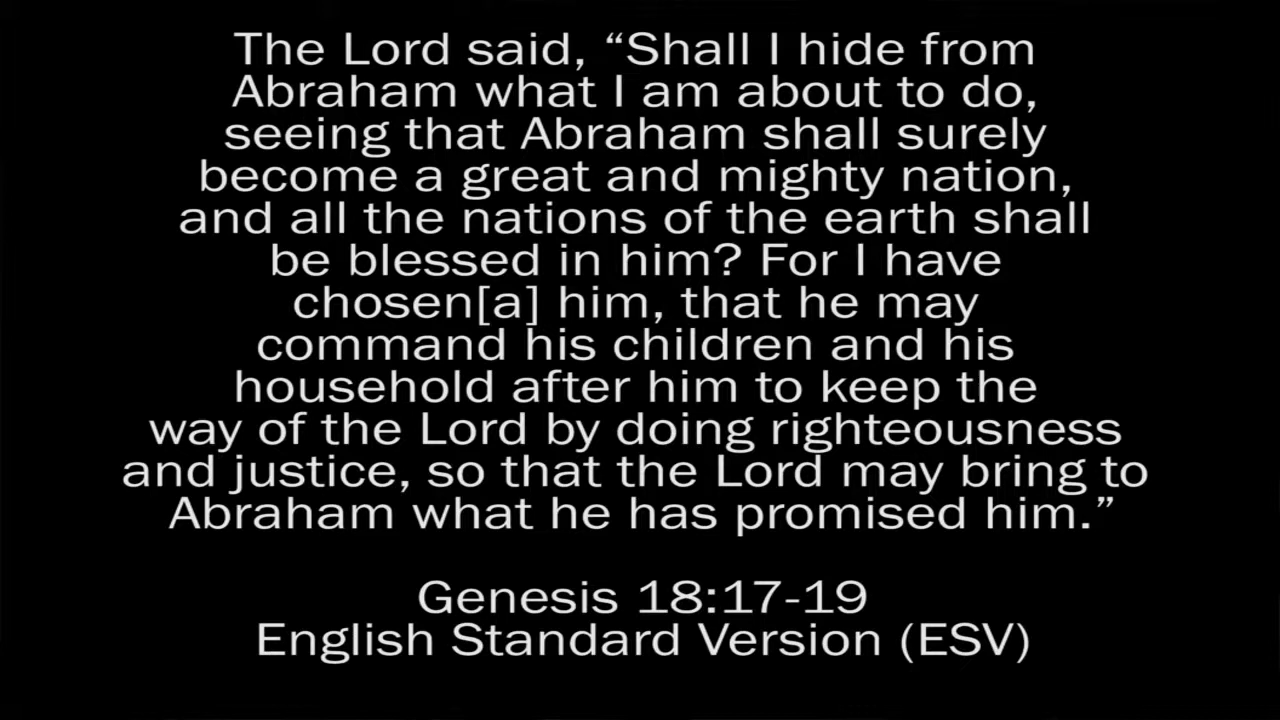 The Lord said, “Shall I hide from
Abraham what I am about to do,
seeing that Abraham shall surely
become a great and mighty nation,
and all the nations of the earth shall
be blessed in him? For I have
chosen[a] him, that he may
command his children and his
household after him to keep the
way of the Lord by doing righteousness
and justice, so that the Lord may bring to
Abraham what he has promised him.”
Genesis 18:17-19
English Standard Version (ESV)